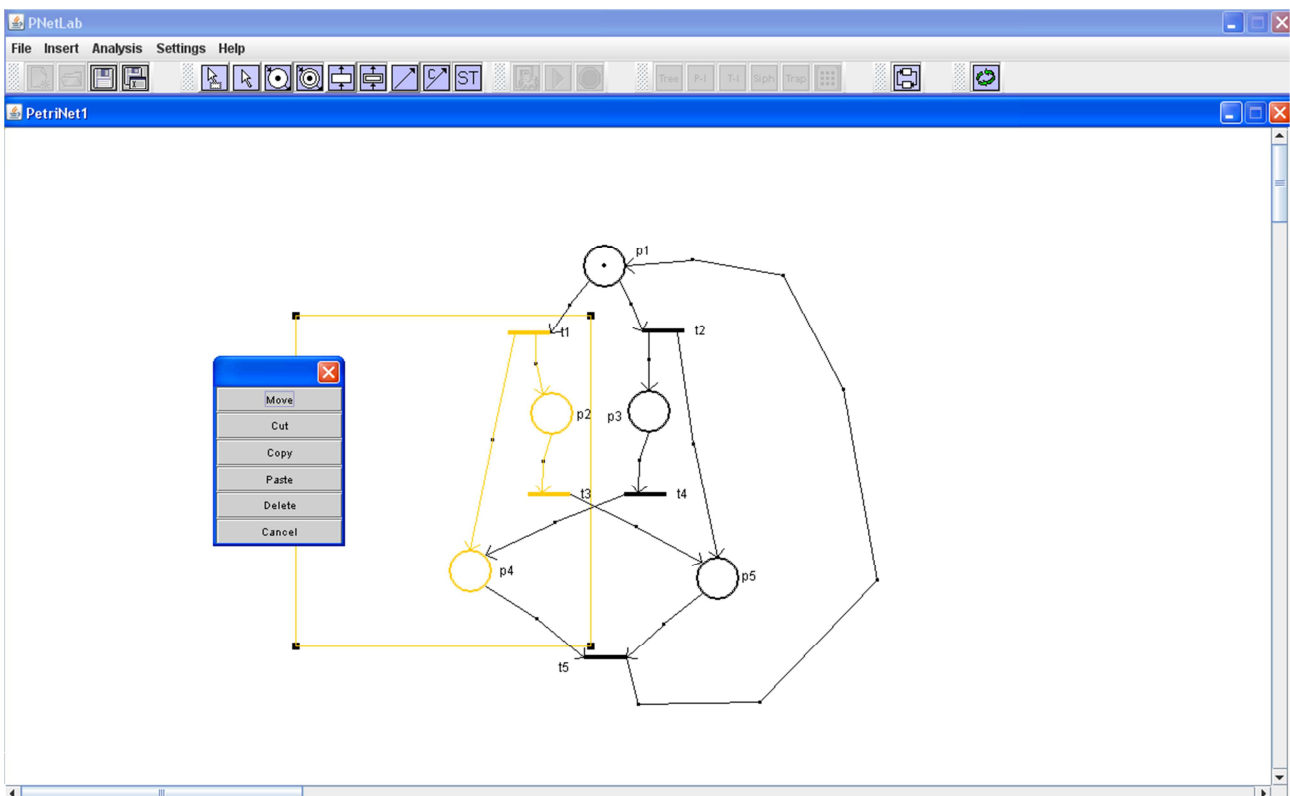 PNetLab
File Insert Analysis Settings Help
C ST Tree P-I T-I Siph Trap
PetriNet1
p1
t1 t2
Move
Cut
Copy
Paste
Delete
Cancel
p2 p3
t3 t4
p4 p5
t5